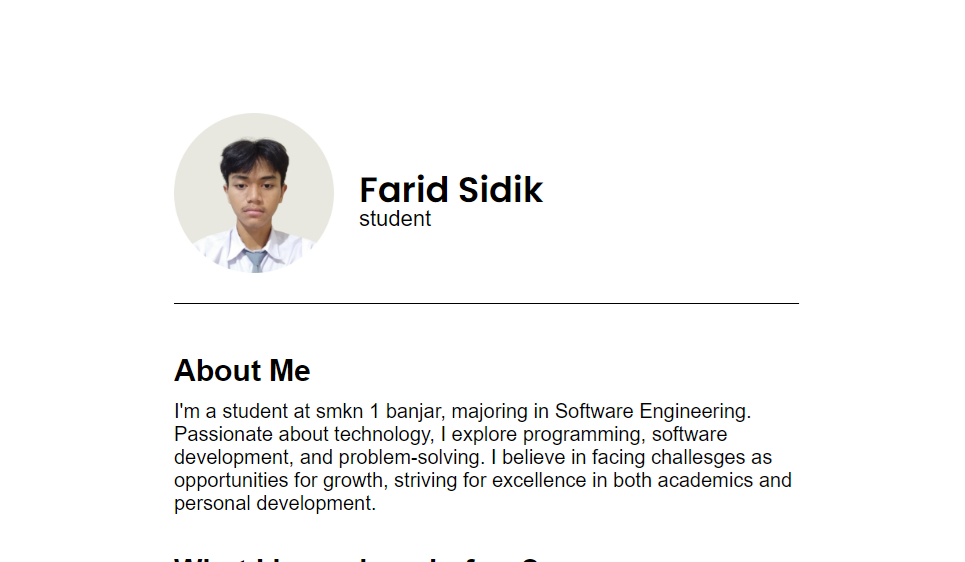 Farid Sidik
student
About Me
I'm a student at smkn 1 banjar, majoring in Software Engineering.
Passionate about technology, I explore programming, software
development, and problem-solving. I believe in facing challesges as
opportunities for growth, striving for excellence in both academics and
personal development.